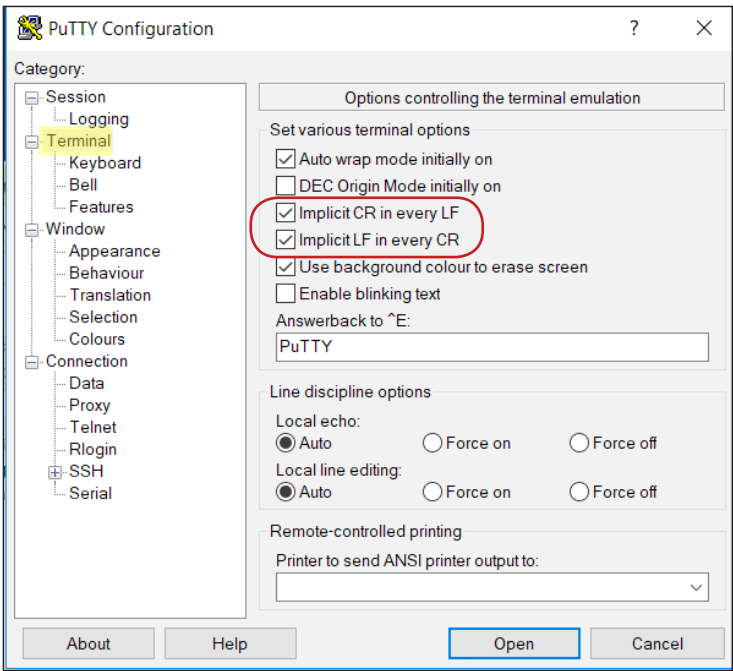 PuTTY Configuration
?
Category:
Session
Logging
Terminal
Keyboard
Bell
Features
Window
Appearance
Behaviour
Translation
Selection
Colours
Connection
Data
Proxy
Telnet
Rlogin
SSH
Serial
Options controlling the terminal emulation
Set various terminal options
Auto wrap mode initially on
DEC Origin Mode initially on
Implicit CR in every LF
Implicit LF in every CR
Use background colour to erase screen
Enable blinking text
Answerback to ^E:
PuTTY
Line discipline options
Local echo:
Auto Force on Force off
Local line editing:
Auto Force on Force off
Remote-controlled printing
Printer to send ANSI printer output to:
About Help Open Cancel